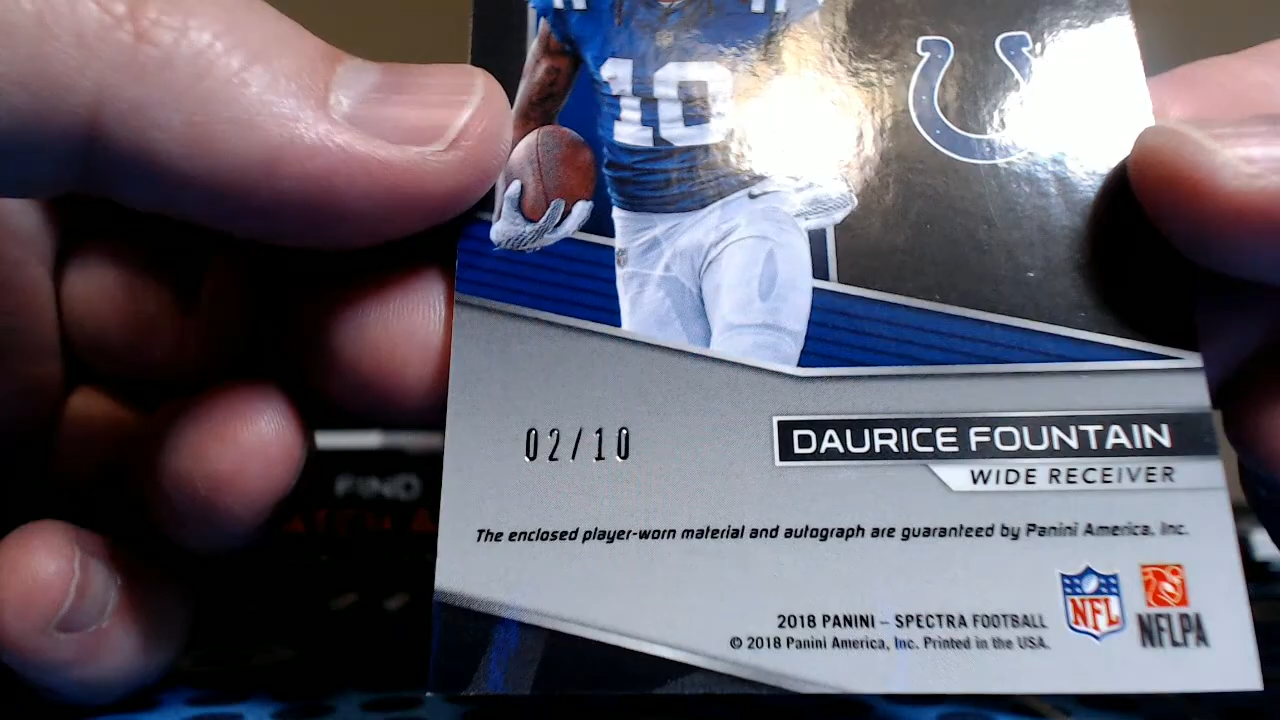 10
02/10
DAURICE FOUNTAIN
WIDE RECEIVER
The enclosed player-worn material and autograph are guaranteed by Panini America, Inc.
2018 PANINI – SPECTRA FOOTBALL
© 2018 Panini America, Inc. Printed in the USA.
NFL
NFLPA
FIND